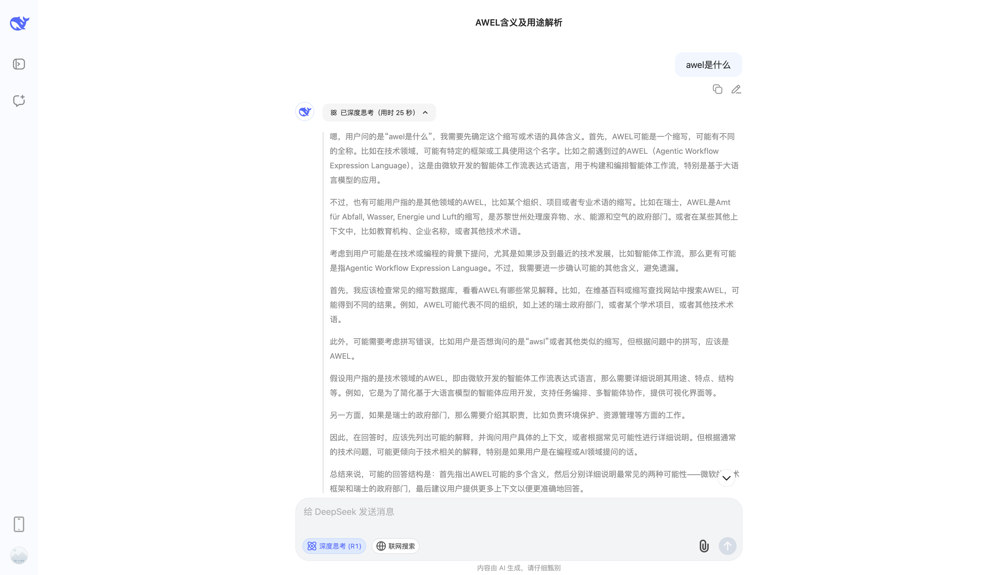 AWEL含义及用途解析
awel是什么
已深度思考（用时 25 秒）
嗯，用户问的是“awel是什么”，我需要先确定这个缩写或术语的具体含义。首先，AWEL可能是一个缩写，可能有不同
的全称。比如在技术领域，可能有特定的框架或工具使用这个名字。比如之前遇到过的AWEL（Agentic Workflow
Expression Language），这是由微软开发的智能体工作流表达式语言，用于构建和编排智能体工作流，特别是基于大语
言模型的应用。
不过，也有可能用户指的是其他领域的AWEL，比如某个组织、项目或者专业术语的缩写。比如在瑞士，AWEL是Amt
für Abfall, Wasser, Energie und Luft的缩写，是苏黎世州处理废弃物、水、能源和空气的政府部门。或者在某些其他上
下文中，比如教育机构、企业名称，或者其他技术术语。
考虑到用户可能是在技术或编程的背景下提问，尤其是如果涉及到最近的技术发展，比如智能体工作流，那么更有可能
是指Agentic Workflow Expression Language。不过，我需要进一步确认可能的其他含义，避免遗漏。
首先，我应该检查常见的缩写数据库，看看AWEL有哪些常见解释。比如，在维基百科或缩写查找网站中搜索AWEL，可
能得到不同的结果。例如，AWEL可能代表不同的组织，如上述的瑞士政府部门，或者某个学术项目，或者其他技术术
语。
此外，可能需要考虑拼写错误，比如用户是否想询问的是“awsl”或者其他类似的缩写，但根据问题中的拼写，应该是
AWEL。
假设用户指的是技术领域的AWEL，即由微软开发的智能体工作流表达式语言，那么需要详细说明其用途、特点、结构
等。例如，它是为了简化基于大语言模型的智能体应用开发，支持任务编排、多智能体协作，提供可视化界面等。
另一方面，如果是瑞士的政府部门，那么需要介绍其职责，比如负责环境保护、资源管理等方面的工作。
因此，在回答时，应该先列出可能的解释，并询问用户具体的上下文，或者根据常见可能性进行详细说明。但根据通常
的技术问题，可能更倾向于技术相关的解释，特别是如果用户是在编程或AI领域提问的话。
总结来说，可能的回答结构是：首先指出AWEL可能的多个含义，然后分别详细说明最常见的两种可能性——微软的 术
框架和瑞士的政府部门，最后建议用户提供更多上下文以便更准确地回答。
给 DeepSeek 发送消息
深度思考 (R1) 联网搜索
内容由 AI 生成，请仔细甄别